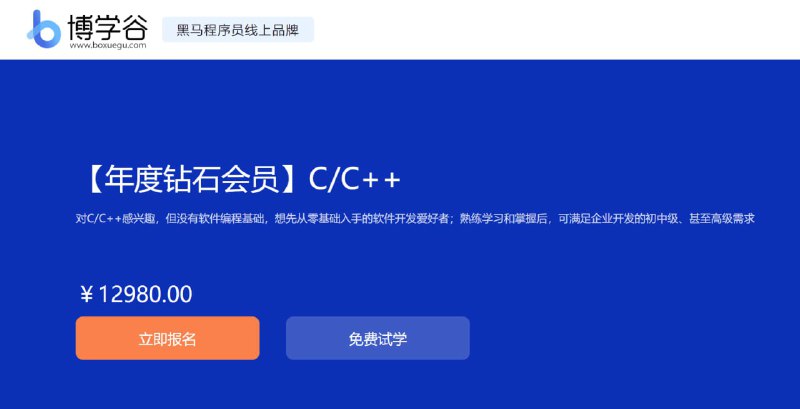 博学谷
www.boxuegu.com
黑马程序员线上品牌
【年度钻石会员】C/C++
对C/C++感兴趣，但没有软件编程基础，想先从零基础入手的软件开发爱好者；熟练学习和掌握后，可满足企业开发的初中级、甚至高级需求
￥12980.00
立即报名
免费试学